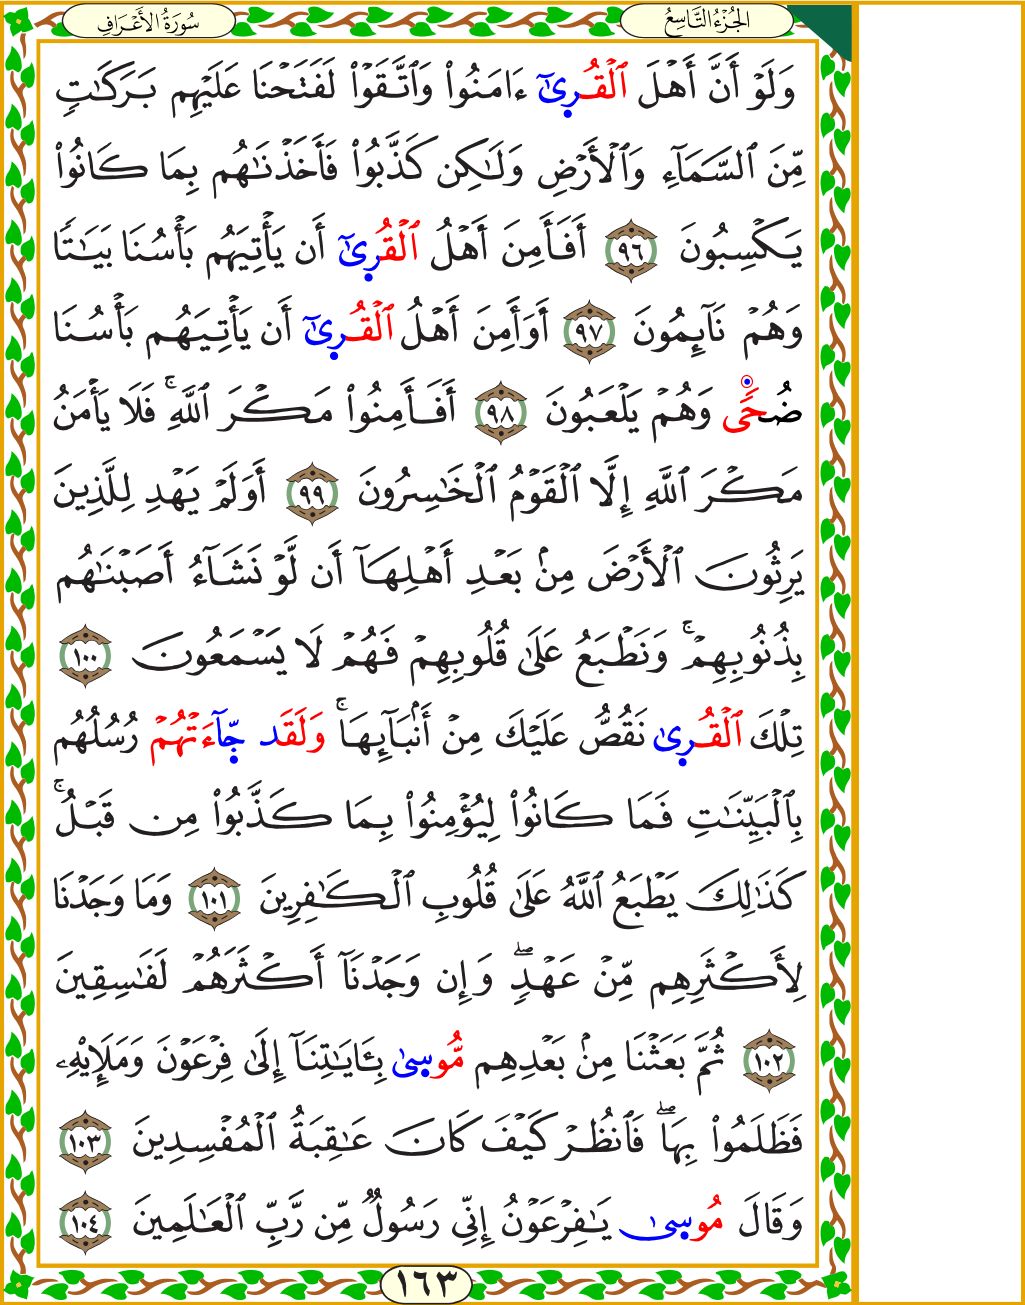 الجُزْءُ التَّاسِعُ
سُورَةُ الأَعْرَافِ
وَلَوْ أَنَّ أَهْلَ ٱلْقُرِىٰٓ ءَامَنُوا۟ وَٱتَّقَوْا۟ لَفَتَحْنَا عَلَيْهِم بَرَكَـٰتٍ
مِّنَ ٱلسَّمَآءِ وَٱلْأَرْضِ وَلَـٰكِن كَذَّبُوا۟ فَأَخَذْنَـٰهُم بِمَا كَانُوا۟
يَكْسِبُونَ ٩٦ أَفَأَمِنَ أَهْلُ ٱلْقُرِىٰٓ أَن يَأْتِيَهُم بَأْسُنَا بَيَـٰتًا
وَهُمْ نَآئِمُونَ ٩٧ أَوَأَمِنَ أَهْلُ ٱلْقُرِىٰٓ أَن يَأْتِيَهُم بَأْسُنَا
ضُحًى وَهُمْ يَلْعَبُونَ ٩٨ أَفَأَمِنُوا۟ مَكْرَ ٱللَّهِ ۚ فَلَا يَأْمَنُ
مَكْرَ ٱللَّهِ إِلَّا ٱلْقَوْمُ ٱلْخَـٰسِرُونَ ٩٩ أَوَلَمْ يَهْدِ لِلَّذِينَ
يَرِثُونَ ٱلْأَرْضَ مِنۢ بَعْدِ أَهْلِهَآ أَن لَّوْ نَشَآءُ أَصَبْنَـٰهُم
بِذُنُوبِهِمْ ۚ وَنَطْبَعُ عَلَىٰ قُلُوبِهِمْ فَهُمْ لَا يَسْمَعُونَ ١٠٠
تِلْكَ ٱلْقُرِىٰ نَقُصُّ عَلَيْكَ مِنْ أَنۢبَآئِهَا ۚ وَلَقَد جِّآءَتْهُمْ رُسُلُهُم
بِٱلْبَيِّنَـٰتِ فَمَا كَانُوا۟ لِيُؤْمِنُوا۟ بِمَا كَذَّبُوا۟ مِن قَبْلُ ۚ
كَذَٰلِكَ يَطْبَعُ ٱللَّهُ عَلَىٰ قُلُوبِ ٱلْكَـٰفِرِينَ ١٠١ وَمَا وَجَدْنَا
لِأَكْثَرِهِم مِّنْ عَهْدٍ ۖ وَإِن وَجَدْنَآ أَكْثَرَهُمْ لَفَـٰسِقِينَ
١٠٢ ثُمَّ بَعَثْنَا مِنۢ بَعْدِهِم مُّوسِىٰ بِـَٔايَـٰتِنَآ إِلَىٰ فِرْعَوْنَ وَمَلَإِي۟هِۦ
فَظَلَمُوا۟ بِهَا ۖ فَٱنظُرْ كَيْفَ كَانَ عَـٰقِبَةُ ٱلْمُفْسِدِينَ ١٠٣
وَقَالَ مُوسِىٰ يَـٰفِرْعَوْنُ إِنِّى رَسُولٌ مِّن رَّبِّ ٱلْعَـٰلَمِينَ ١٠٤
١٦٣